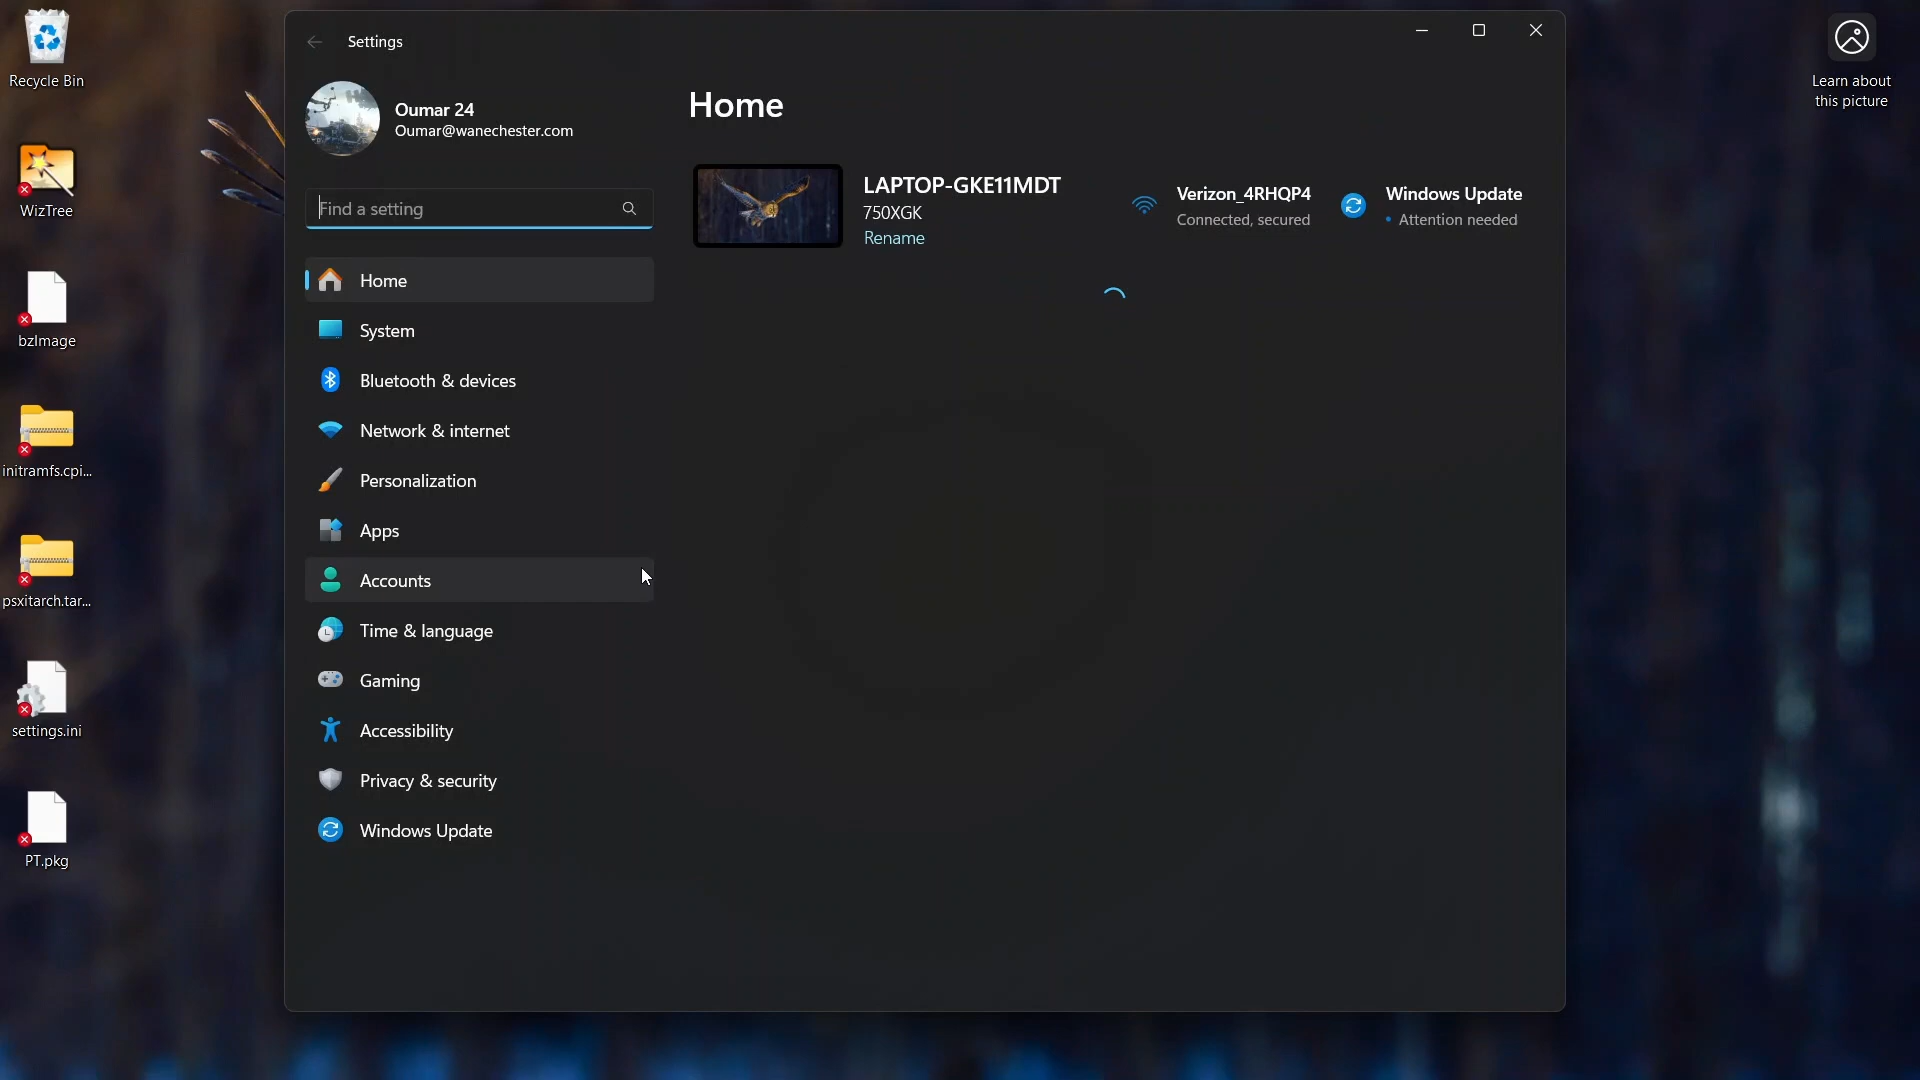 Recycle Bin
WizTree
bzImage
initramfs.cpi...
psxitarch.tar...
settings.ini
PT.pkg
Settings
Oumar 24
Oumar@wanechester.com
Find a setting
Home
System
Bluetooth & devices
Network & internet
Personalization
Apps
Accounts
Time & language
Gaming
Accessibility
Privacy & security
Windows Update
Home
LAPTOP-GKE11MDT
750XGK
Rename
Verizon_4RHQP4
Connected, secured
Windows Update
Attention needed
Learn about
this picture